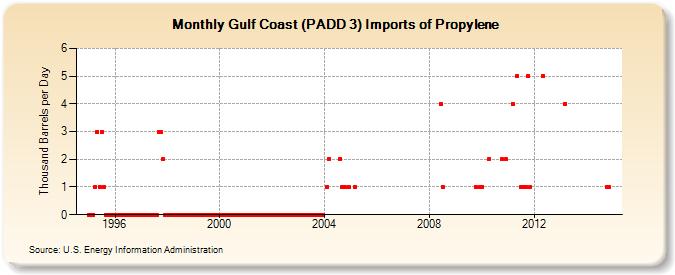 Monthly Gulf Coast (PADD 3) Imports of Propylene
Thousand Barrels per Day
6
5
4
3
2
1
0
1996 2000 2004 2008 2012
Source: U.S. Energy Information Administration